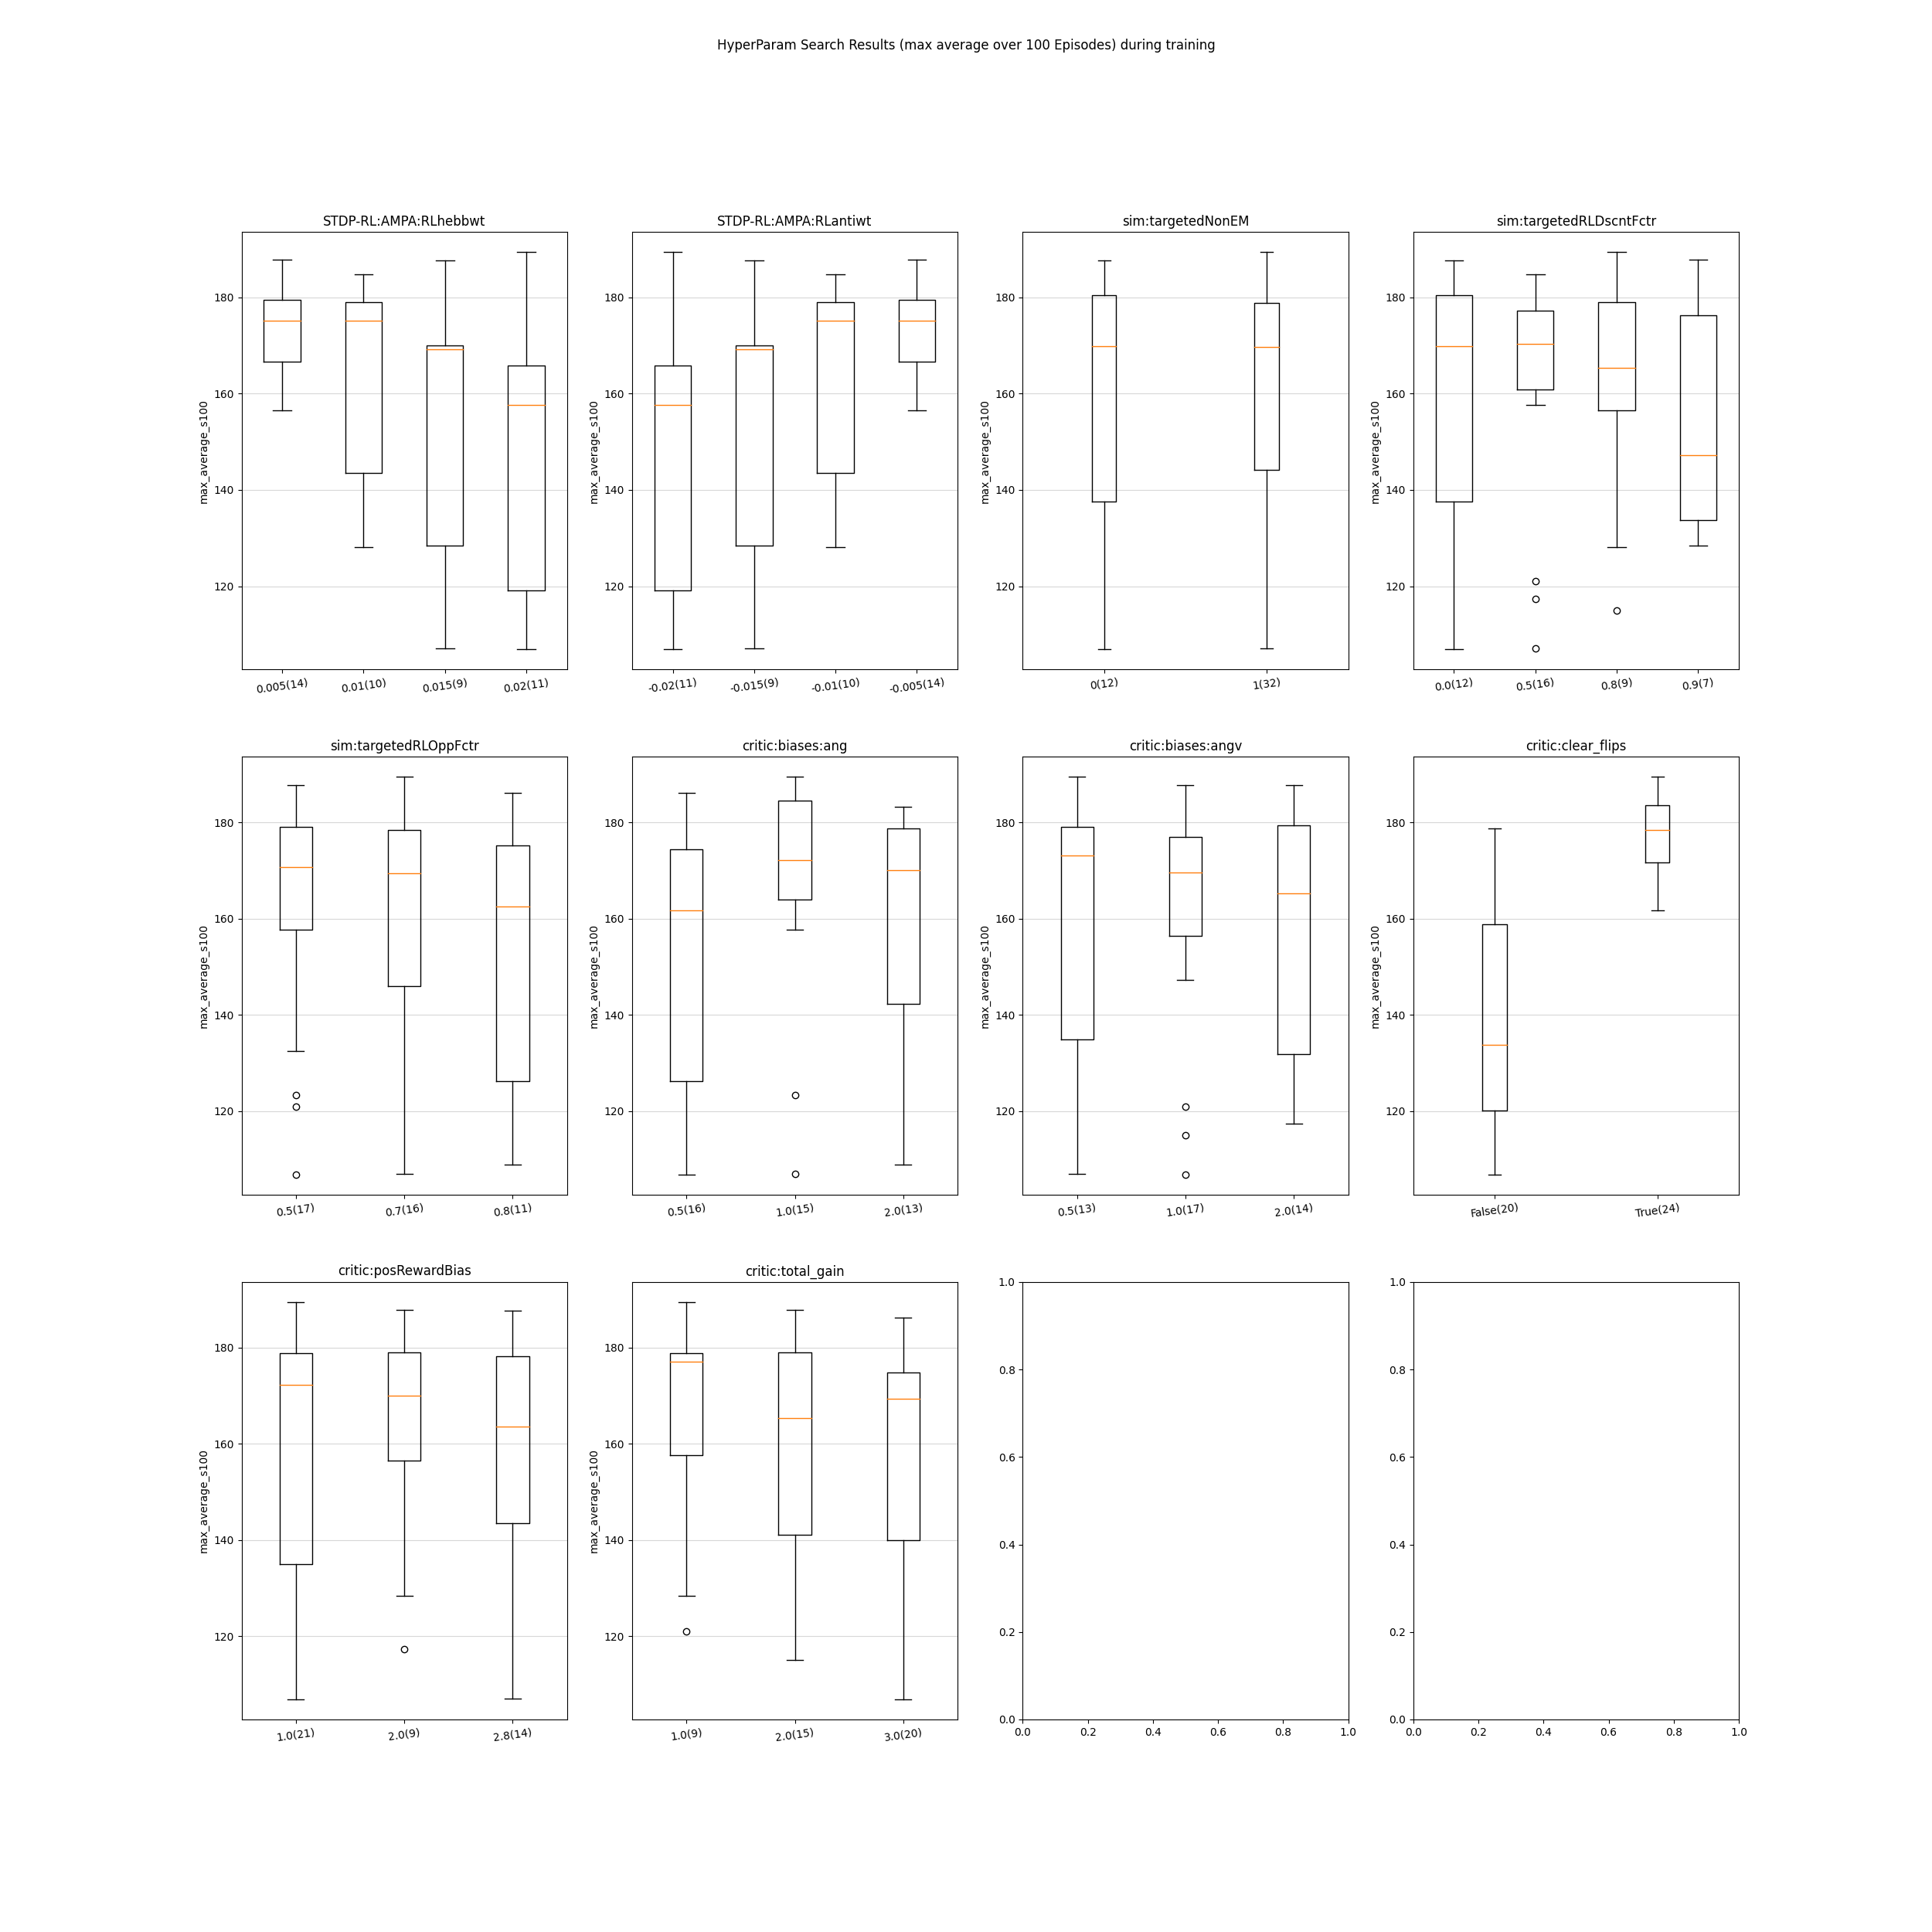 HyperParam Search Results (max average over 100 Episodes) during training
STDP-RL:AMPA:RLhebbwt
max_average_s100
180
160
140
120
0.005(14) 0.01(10) 0.015(9) 0.02(11)
STDP-RL:AMPA:RLantiwt
max_average_s100
180
160
140
120
-0.02(11) -0.015(9) -0.01(10) -0.005(14)
sim:targetedNonEM
max_average_s100
180
160
140
120
0(12) 1(32)
sim:targetedRLDscntFctr
max_average_s100
180
160
140
120
0.0(12) 0.5(16) 0.8(9) 0.9(7)
sim:targetedRLOppFctr
max_average_s100
180
160
140
120
0.5(17) 0.7(16) 0.8(11)
critic:biases:ang
max_average_s100
180
160
140
120
0.5(16) 1.0(15) 2.0(13)
critic:biases:angv
max_average_s100
180
160
140
120
0.5(13) 1.0(17) 2.0(14)
critic:clear_flips
max_average_s100
180
160
140
120
False(20) True(24)
critic:posRewardBias
max_average_s100
180
160
140
120
1.0(21) 2.0(9) 2.8(14)
critic:total_gain
max_average_s100
180
160
140
120
1.0(9) 2.0(15) 3.0(20)
1.0
0.8
0.6
0.4
0.2
0.0
0.0 0.2 0.4 0.6 0.8 1.0
1.0
0.8
0.6
0.4
0.2
0.0
0.0 0.2 0.4 0.6 0.8 1.0